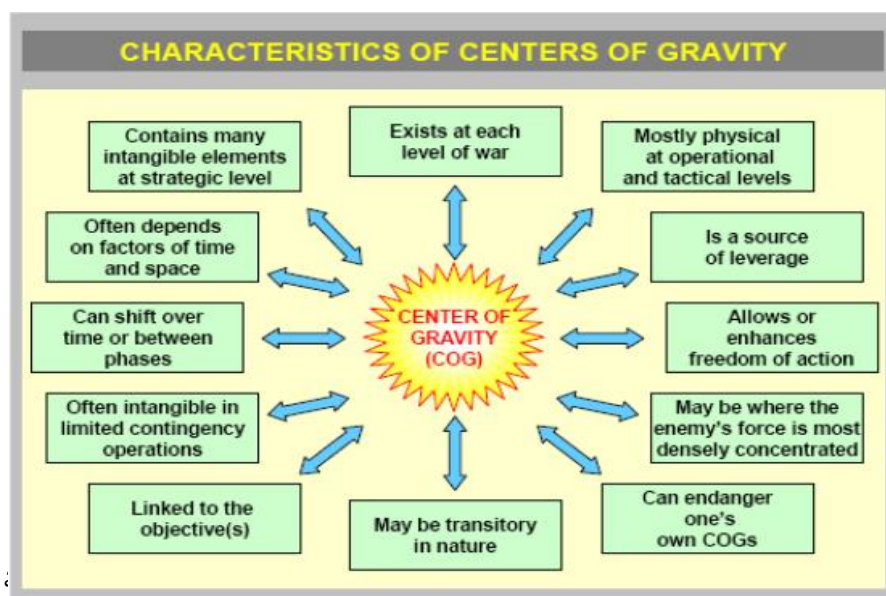 CHARACTERISTICS OF CENTERS OF GRAVITY
Contains many
intangible elements
at strategic level
Exists at each
level of war
Mostly physical
at operational
and tactical levels
Often depends
on factors of time
and space
Is a source
of leverage
Can shift over
time or between
phases
CENTER OF
GRAVITY
(COG)
Allows or
enhances
freedom of action
Often intangible in
limited contingency
operations
May be where the
enemy's force is most
densely concentrated
Linked to the
objective(s)
May be transitory
in nature
Can endanger
one's
own COGs